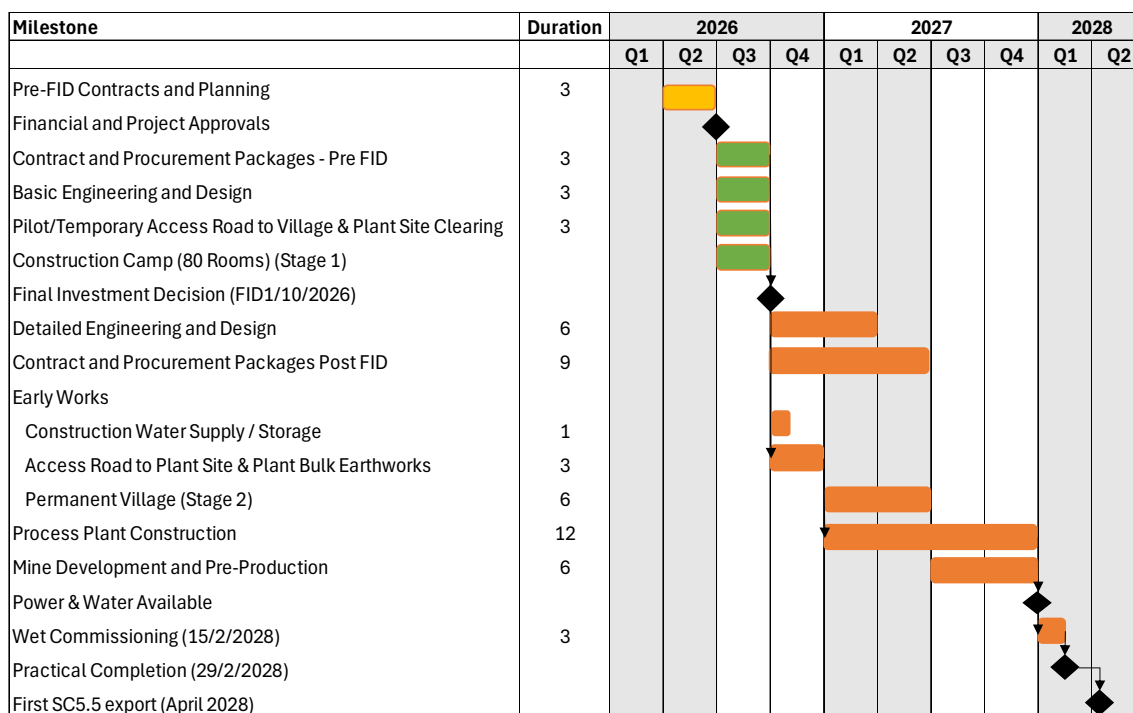 Milestone Duration 2026 2027 2028
Q1 Q2 Q3 Q4 Q1 Q2 Q3 Q4 Q1 Q2
Pre-FID Contracts and Planning 3
Financial and Project Approvals
Contract and Procurement Packages - Pre FID 3
Basic Engineering and Design 3
Pilot/Temporary Access Road to Village & Plant Site Clearing 3
Construction Camp (80 Rooms) (Stage 1)
Final Investment Decision (FID1/10/2026)
Detailed Engineering and Design 6
Contract and Procurement Packages Post FID 9
Early Works
Construction Water Supply / Storage 1
Access Road to Plant Site & Plant Bulk Earthworks 3
Permanent Village (Stage 2) 6
Process Plant Construction 12
Mine Development and Pre-Production 6
Power & Water Available
Wet Commissioning (15/2/2028) 3
Practical Completion (29/2/2028)
First SC5.5 export (April 2028)